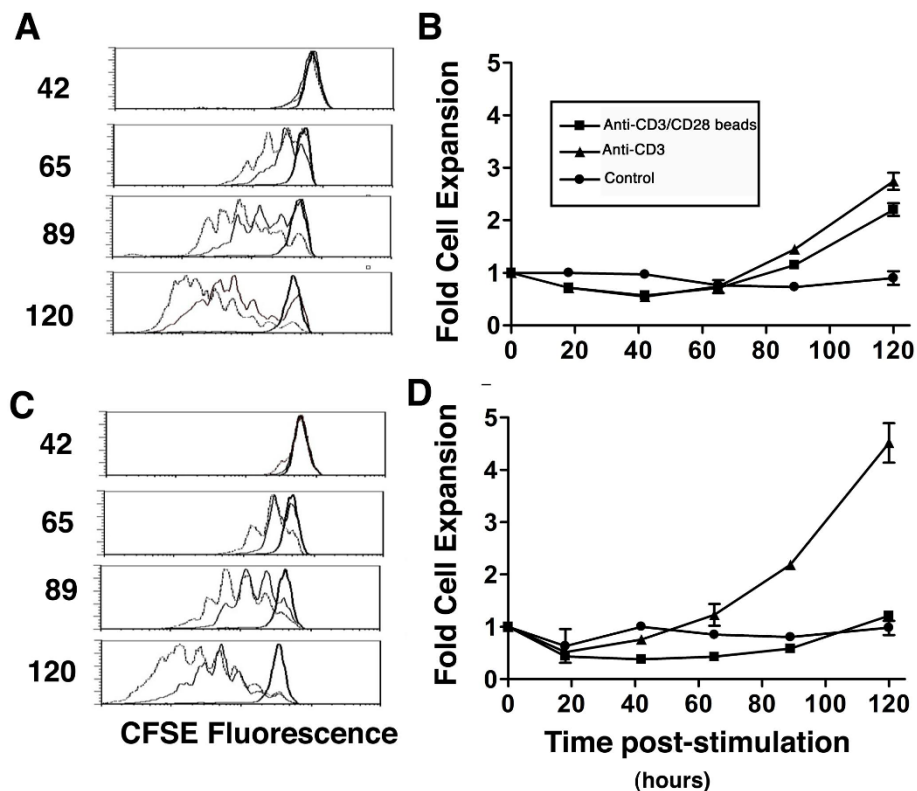 A
42
65
89
120
CFSE Fluorescence
B
Fold Cell Expansion
5
4
3
2
1
0
Anti-CD3/CD28 beads
Anti-CD3
Control
0 20 40 60 80 100 120
C
42
65
89
120
D
Fold Cell Expansion
5
4
3
2
1
0
0 20 40 60 80 100 120
Time post-stimulation
(hours)